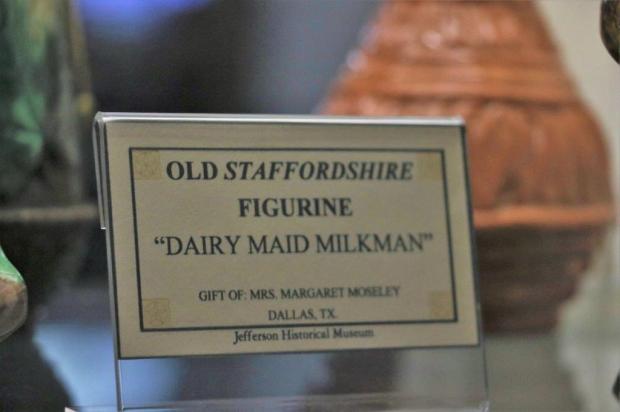 OLD STAFFORDSHIRE
FIGURINE
“DAIRY MAID MILKMAN”
GIFT OF: MRS. MARGARET MOSELEY
DALLAS, TX.
Jefferson Historical Museum